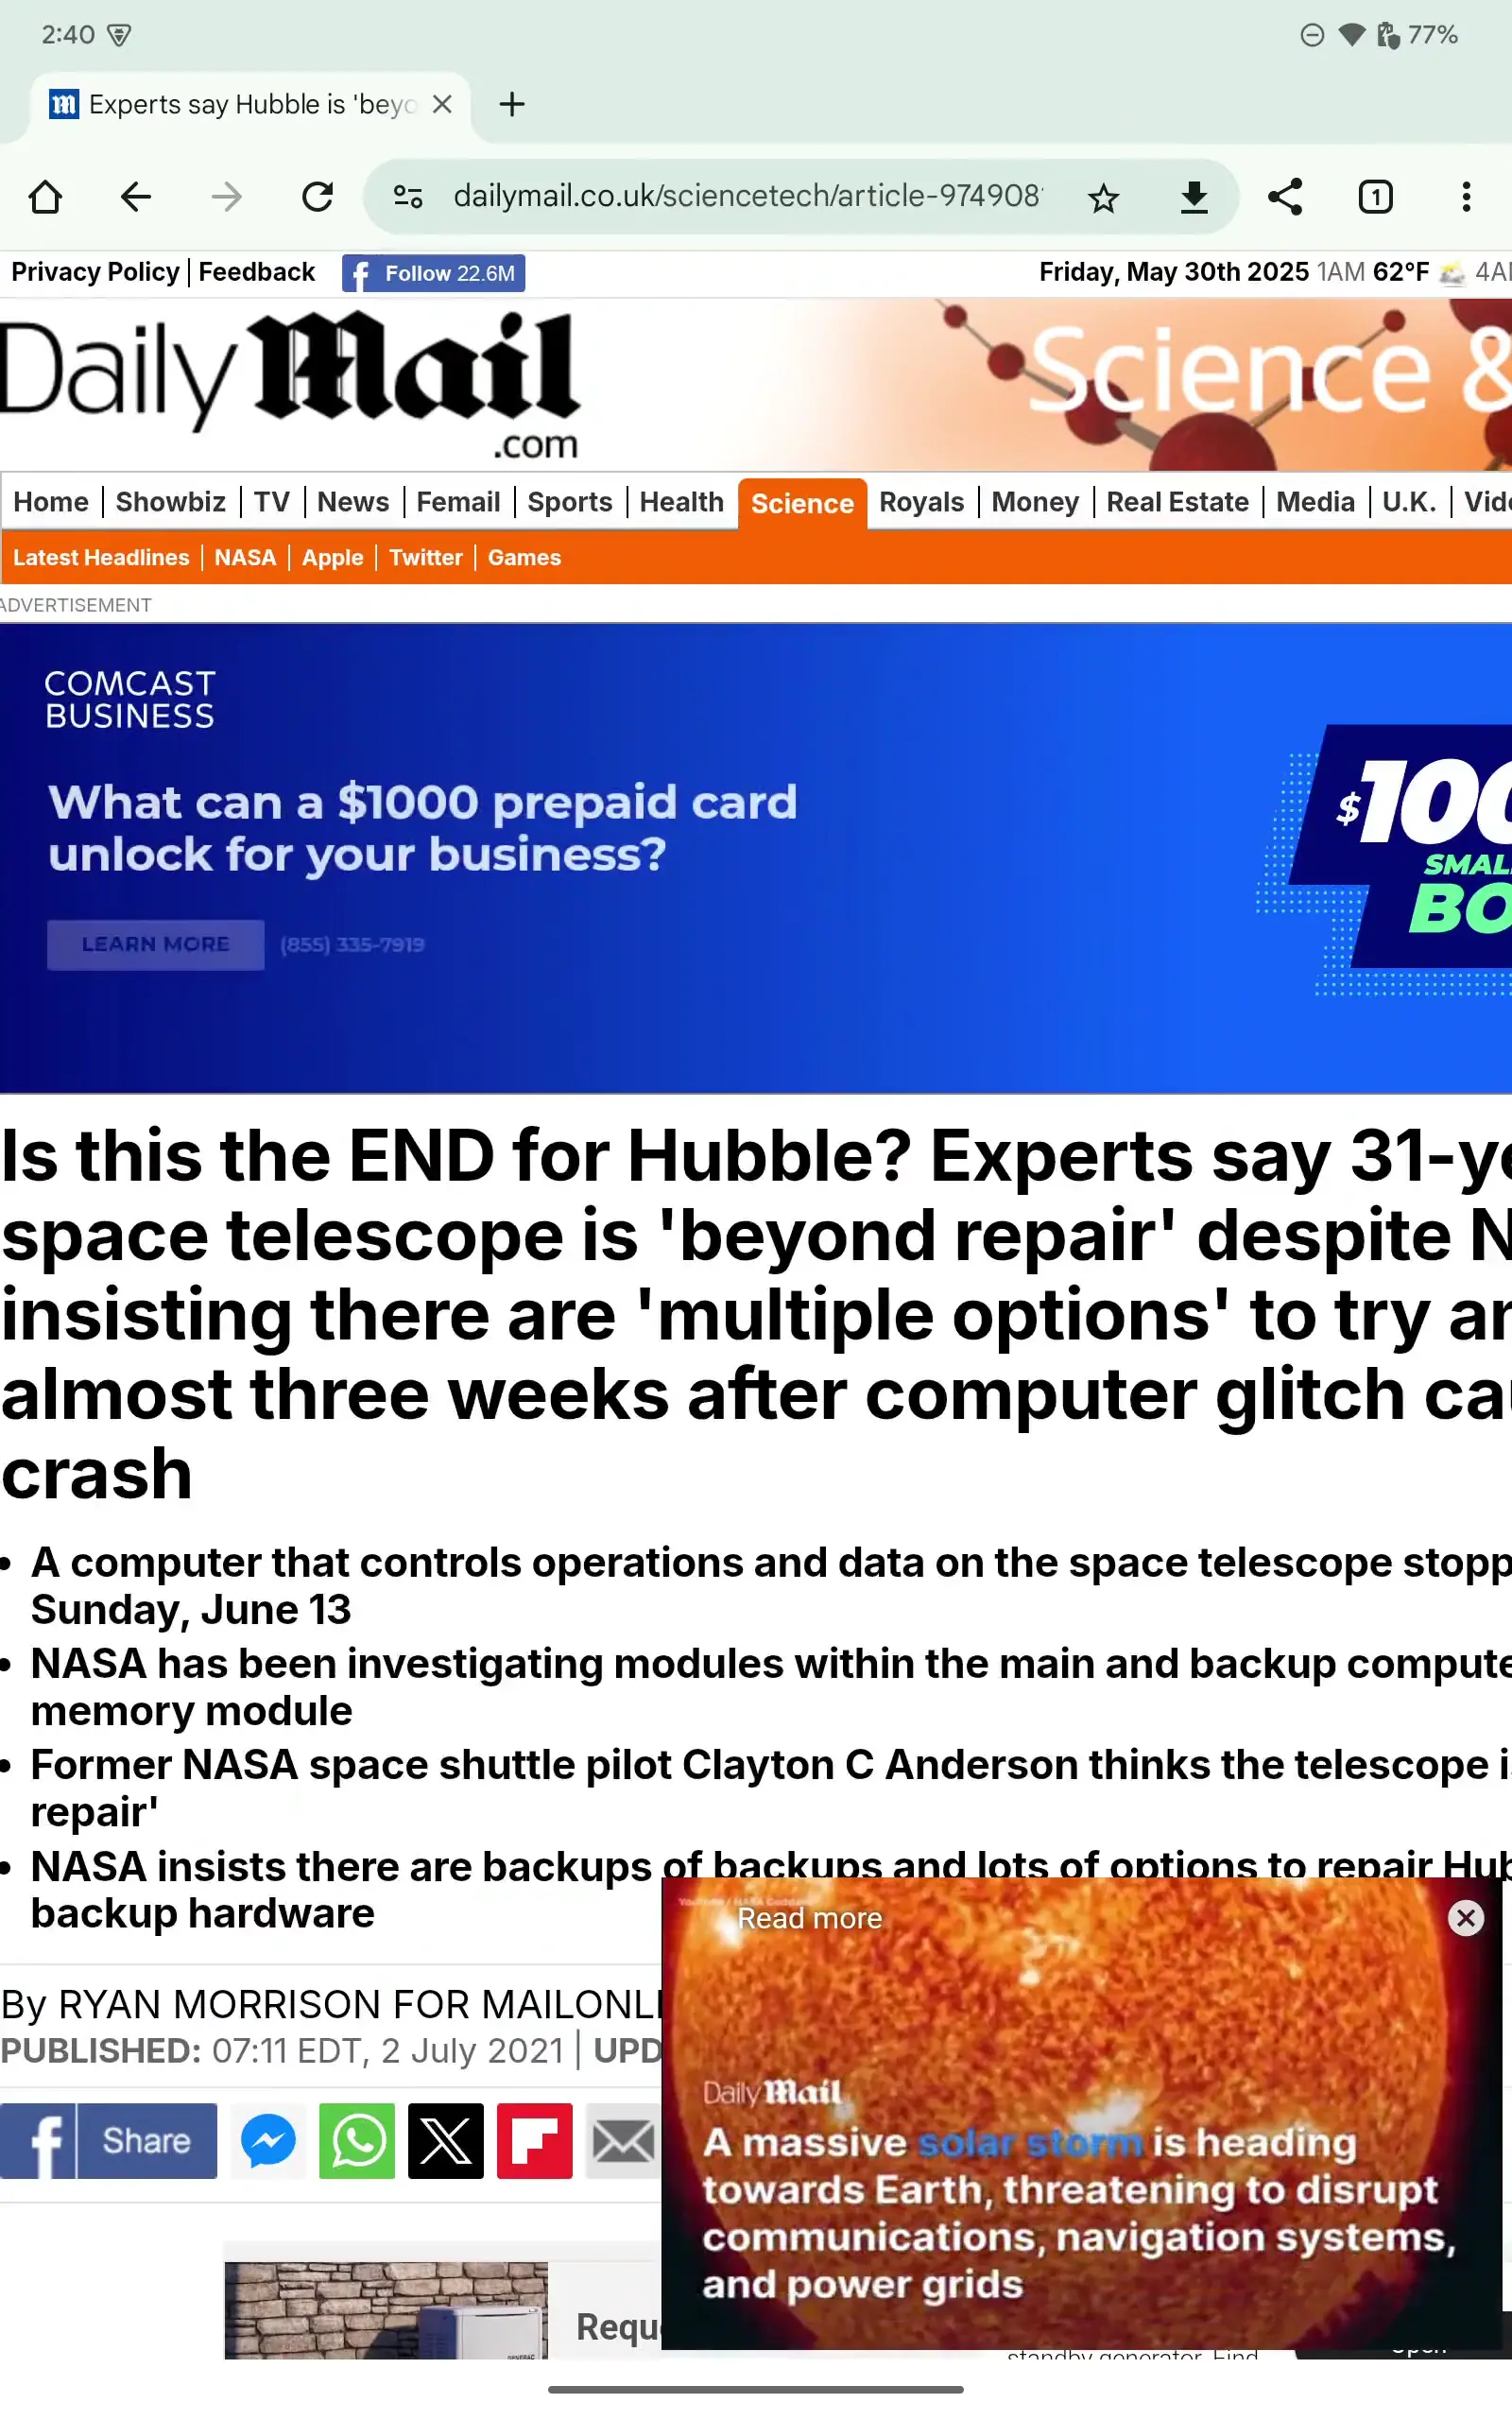 2:40
77%
Experts say Hubble is 'beyo
dailymail.co.uk/sciencetech/article-974908
1
Privacy Policy | Feedback
Follow 22.6M
Friday, May 30th 2025 1AM 62°F 4A
Daily Mail
.com
Science &
Home | Showbiz | TV | News | Femail | Sports | Health Science Royals | Money | Real Estate | Media | U.K. | Vid
Latest Headlines | NASA | Apple | Twitter | Games
ADVERTISEMENT
COMCAST
BUSINESS
What can a $1000 prepaid card
unlock for your business?
LEARN MORE (855) 335-7919
$100
SMAL
BO
Is this the END for Hubble? Experts say 31-ye
space telescope is 'beyond repair' despite N
insisting there are 'multiple options' to try an
almost three weeks after computer glitch cau
crash
• A computer that controls operations and data on the space telescope stopp
Sunday, June 13
• NASA has been investigating modules within the main and backup compute
memory module
• Former NASA space shuttle pilot Clayton C Anderson thinks the telescope i
repair'
• NASA insists there are backups of backups and lots of options to repair Hub
backup hardware
By RYAN MORRISON FOR MAILONLI
PUBLISHED: 07:11 EDT, 2 July 2021 | UPD
Share
Read more
Daily Mail
A massive solar storm is heading
towards Earth, threatening to disrupt
communications, navigation systems,
and power grids
Reque
standby generator. Find
Open